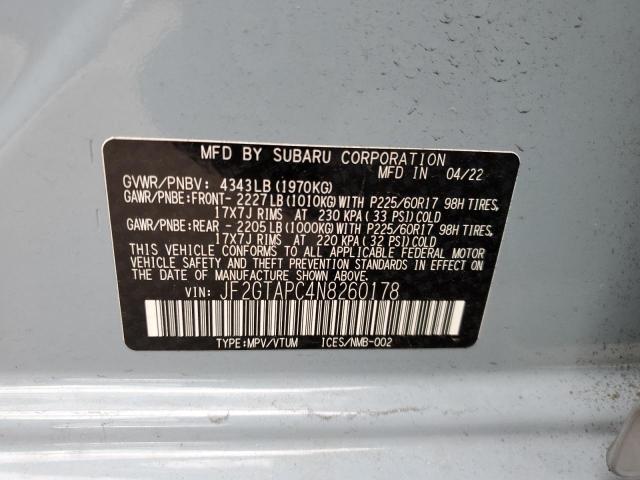 MFD BY SUBARU CORPORATION
MFD IN 04/22
GVWR/PNBV: 4343LB (1970KG)
GAWR/PNBE:FRONT- 2227LB (1010KG)WITH P225/60R17 98H TIRES,
17X7J RIMS AT 230 KPA (33 PSI) COLD
GAWR/PNBE:REAR - 2205LB (1000KG)WITH P225/60R17 98H TIRES,
17X7J RIMS AT 220 KPA (32 PSI) COLD
THIS VEHICLE CONFORMS TO ALL APPLICABLE FEDERAL MOTOR
VEHICLE SAFETY, BUMPER, AND THEFT PREVENTION STANDARDS
IN EFFECT ON THE DATE OF MANUFACTURE SHOWN ABOVE.
VIN: JF2GTAPC4N8260178
TYPE:MPV/VTUM ICES/NMB-002